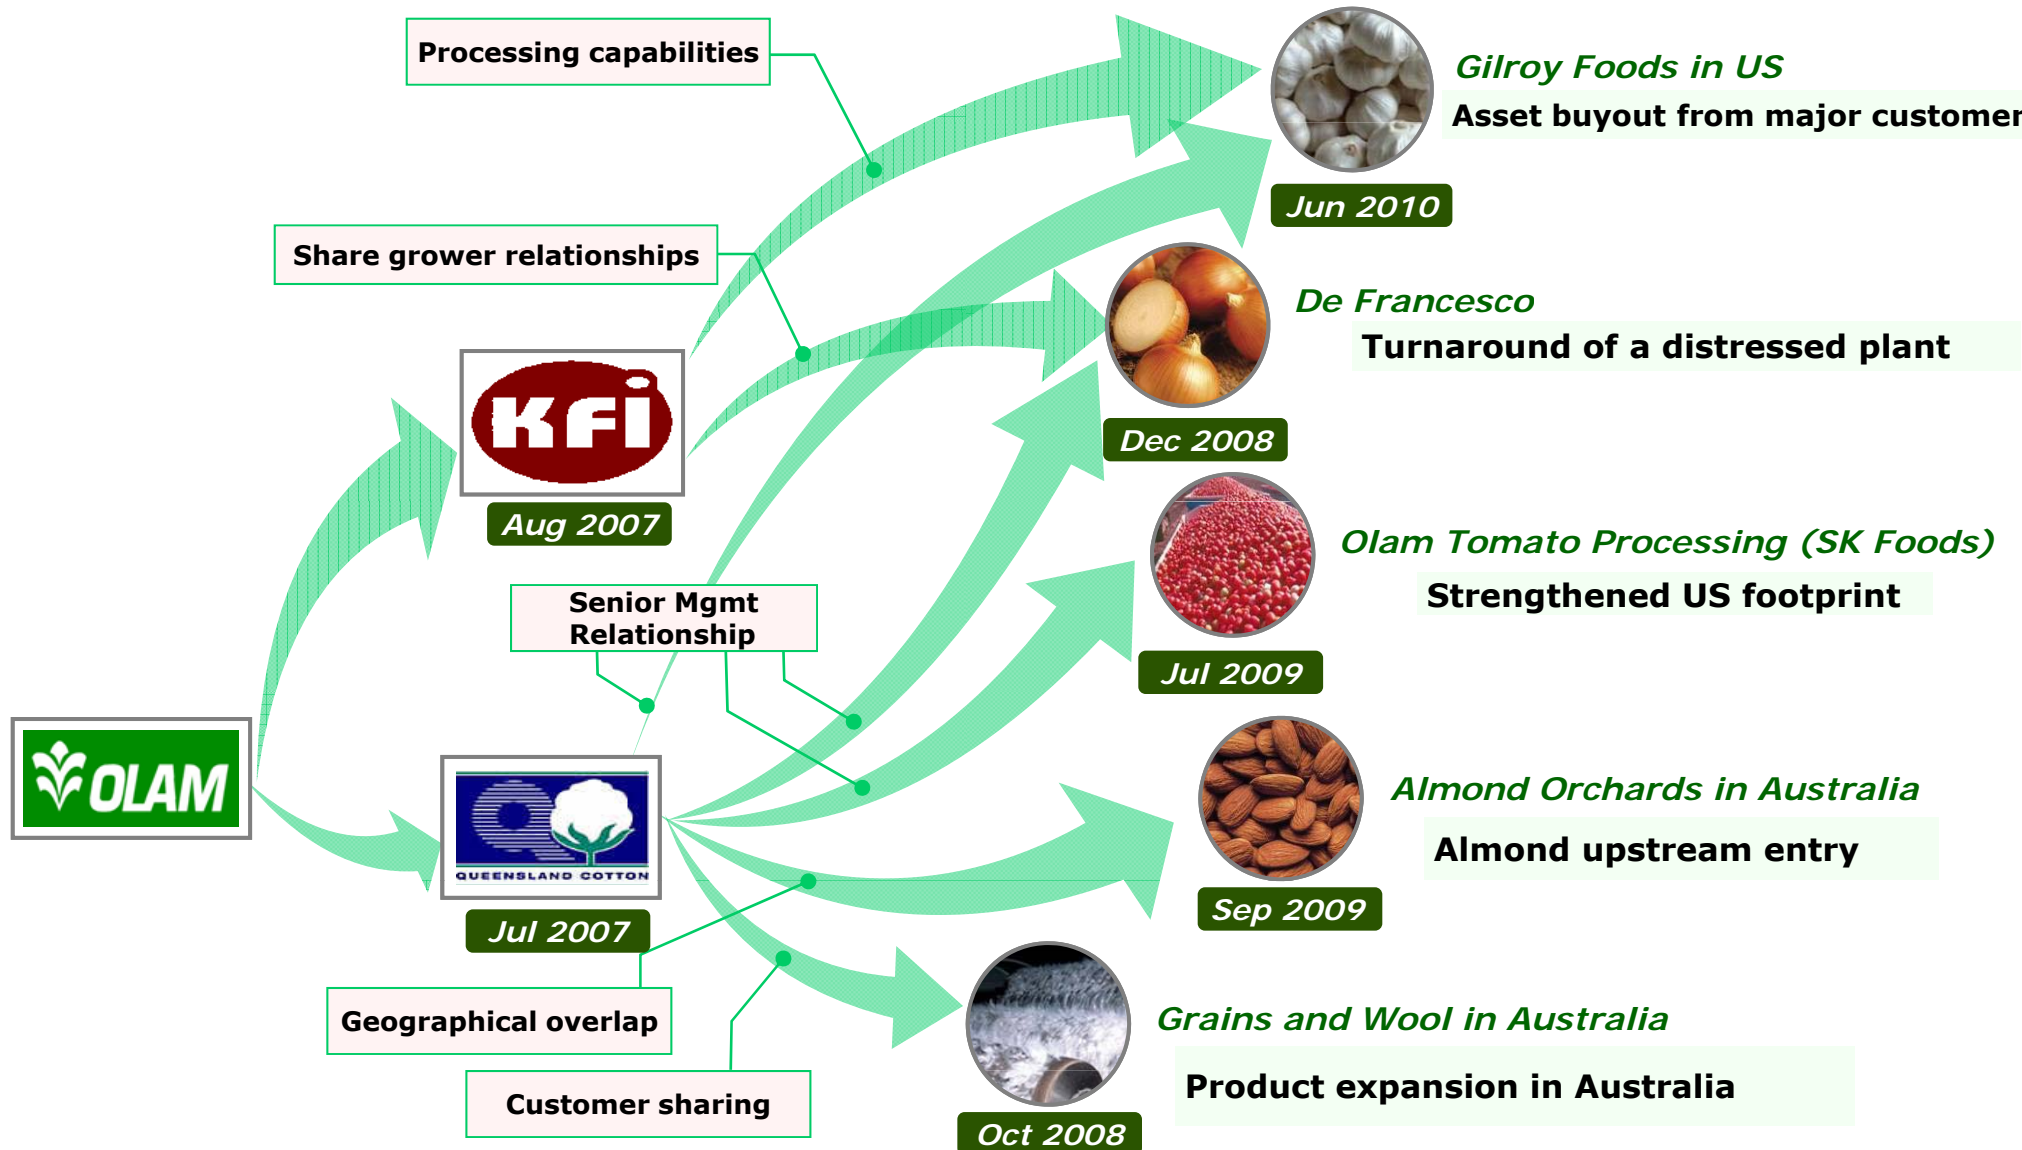 Processing capabilities
Gilroy Foods in US
Asset buyout from major customer
Jun 2010
Share grower relationships
De Francesco
Turnaround of a distressed plant
KFI
Dec 2008
Aug 2007
Olam Tomato Processing (SK Foods)
Strengthened US footprint
Senior Mgmt
Relationship
Jul 2009
OLAM
QUEENSLAND COTTON
Almond Orchards in Australia
Almond upstream entry
Sep 2009
Jul 2007
Geographical overlap
Grains and Wool in Australia
Product expansion in Australia
Customer sharing
Oct 2008